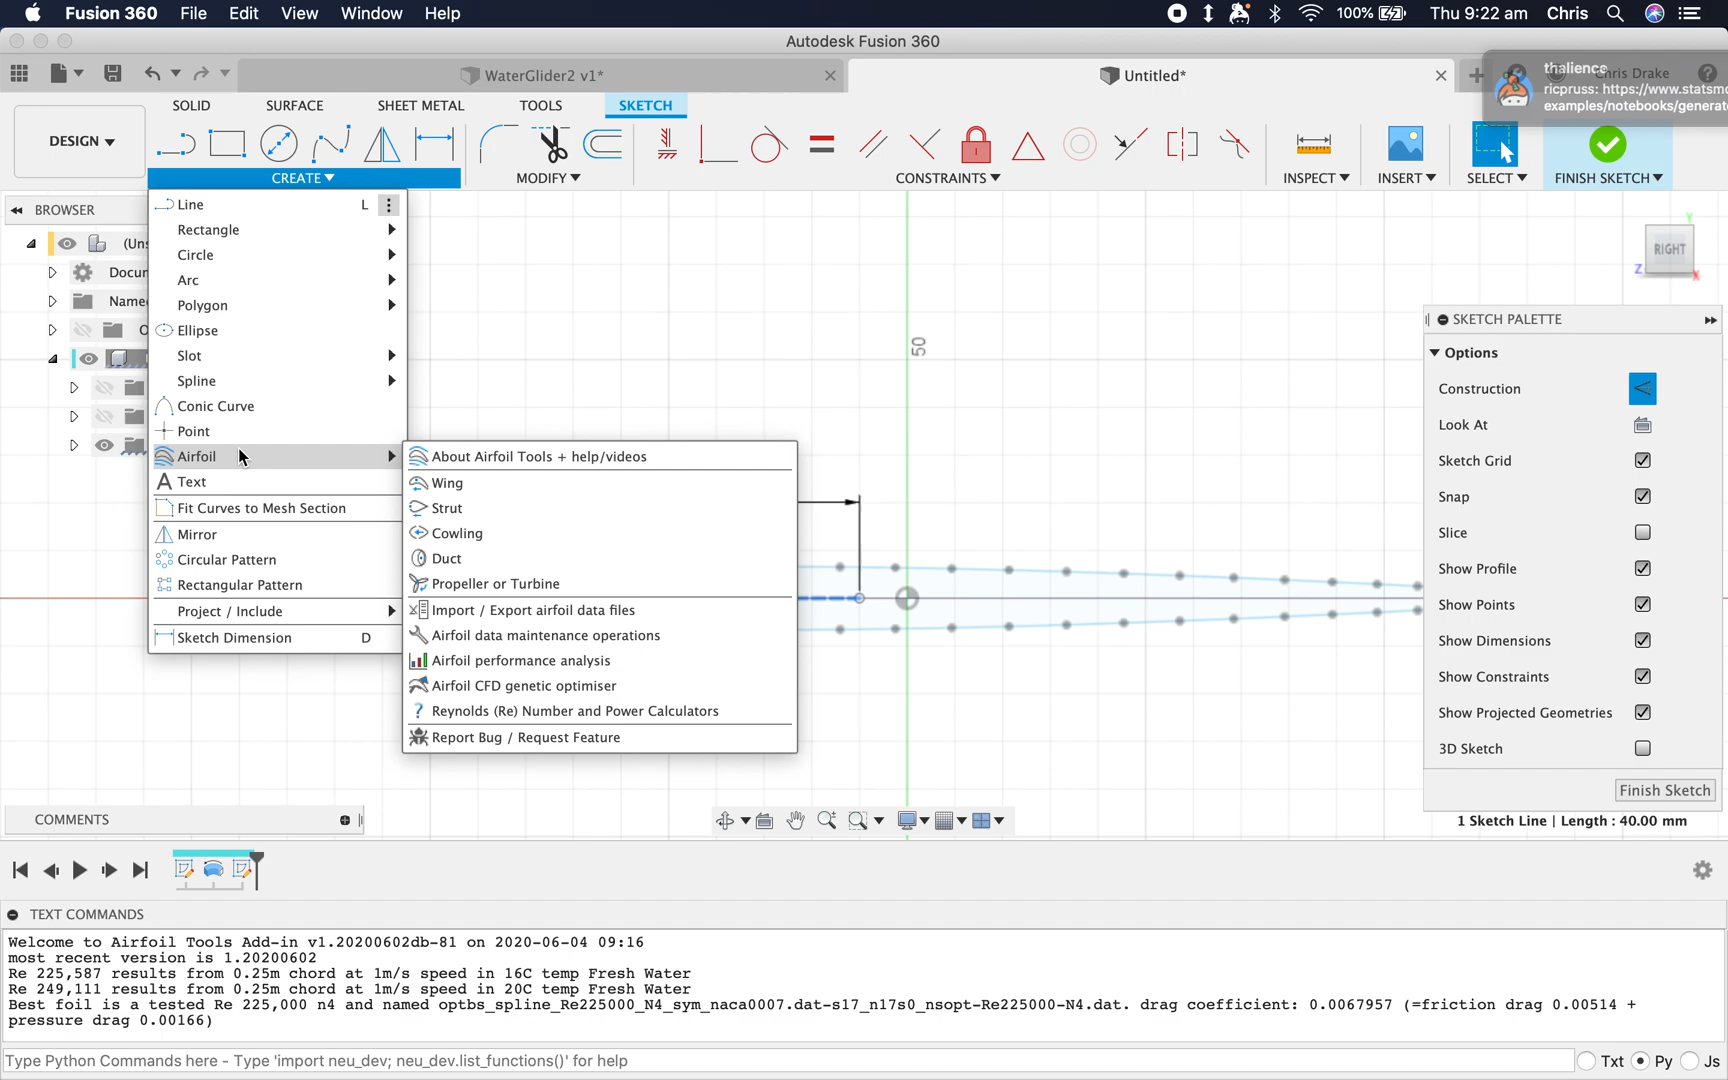 Fusion 360 File Edit View Window Help 100% Thu 9:22 am Chris
Autodesk Fusion 360
WaterGlider2 v1* Untitled* Chris Drake
thalience
ricpruss: https://www.statsmo
examples/notebooks/generate
SOLID SURFACE SHEET METAL TOOLS SKETCH
DESIGN
CREATE MODIFY CONSTRAINTS INSPECT INSERT SELECT FINISH SKETCH
BROWSER
(Uns
Docum
Name
O
Line L
Rectangle
Circle
Arc
Polygon
Ellipse
Slot
Spline
Conic Curve
Point
Airfoil
Text
Fit Curves to Mesh Section
Mirror
Circular Pattern
Rectangular Pattern
Project / Include
Sketch Dimension D
About Airfoil Tools + help/videos
Wing
Strut
Cowling
Duct
Propeller or Turbine
Import / Export airfoil data files
Airfoil data maintenance operations
Airfoil performance analysis
Airfoil CFD genetic optimiser
Reynolds (Re) Number and Power Calculators
Report Bug / Request Feature
50
Y
RIGHT
Z X
SKETCH PALETTE
Options
Construction
Look At
Sketch Grid
Snap
Slice
Show Profile
Show Points
Show Dimensions
Show Constraints
Show Projected Geometries
3D Sketch
Finish Sketch
COMMENTS
1 Sketch Line | Length : 40.00 mm
TEXT COMMANDS
Welcome to Airfoil Tools Add-in v1.20200602db-81 on 2020-06-04 09:16
most recent version is 1.20200602
Re 225,587 results from 0.25m chord at 1m/s speed in 16C temp Fresh Water
Re 249,111 results from 0.25m chord at 1m/s speed in 20C temp Fresh Water
Best foil is a tested Re 225,000 n4 and named optbs_spline_Re225000_N4_sym_naca0007.dat-s17_n17s0_nsopt-Re225000-N4.dat. drag coefficient: 0.0067957 (=friction drag 0.00514 +
pressure drag 0.00166)
Type Python Commands here - Type 'import neu_dev; neu_dev.list_functions()' for help
Txt Py Js